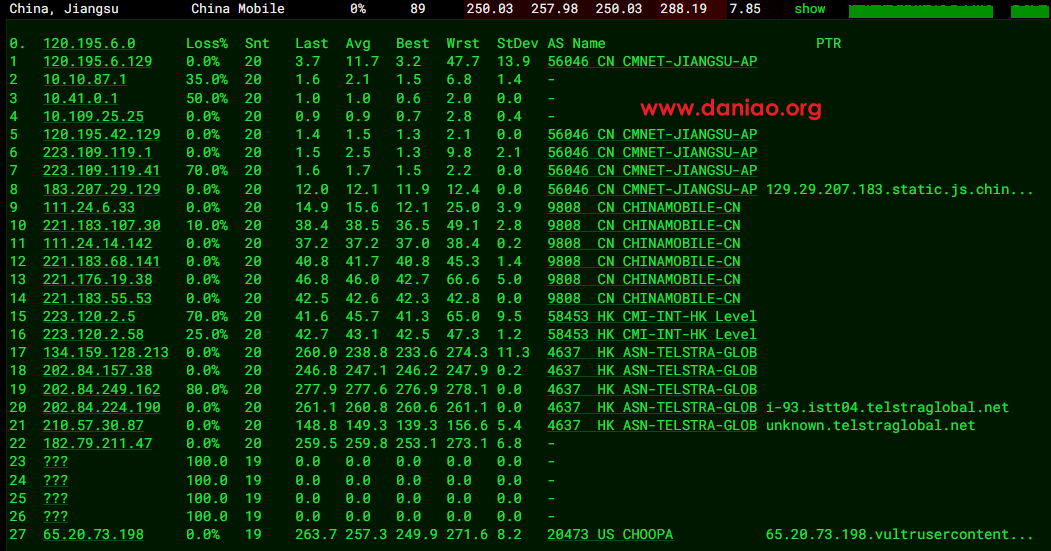 China, Jiangsu China Mobile 0% 89 250.03 257.98 250.03 288.19 7.85 show
0. 120.195.6.0 Loss% Snt Last Avg Best Wrst StDev AS Name PTR
1 120.195.6.129 0.0% 20 3.7 11.7 3.2 47.7 13.9 56046 CN CMNET-JIANGSU-AP
2 10.10.87.1 35.0% 20 1.6 2.1 1.5 6.8 1.4 -
3 10.41.0.1 50.0% 20 1.0 1.0 0.6 2.0 0.0 -
www.daniao.org
4 10.109.25.25 0.0% 20 0.9 0.9 0.7 2.8 0.4 -
5 120.195.42.129 0.0% 20 1.4 1.5 1.3 2.1 0.0 56046 CN CMNET-JIANGSU-AP
6 223.109.119.1 0.0% 20 1.6 2.5 1.3 9.8 2.1 56046 CN CMNET-JIANGSU-AP
7 223.109.119.41 70.0% 20 1.6 1.7 1.5 2.2 0.0 56046 CN CMNET-JIANGSU-AP
8 183.207.29.129 0.0% 20 12.0 12.1 11.9 12.4 0.0 56046 CN CMNET-JIANGSU-AP 129.29.207.183.static.js.chin...
9 111.24.6.33 0.0% 20 14.9 15.6 12.1 25.0 3.9 9808 CN CHINAMOBILE-CN
10 221.183.107.30 10.0% 20 38.4 38.5 36.5 49.1 2.8 9808 CN CHINAMOBILE-CN
11 111.24.14.142 0.0% 20 37.2 37.2 37.0 38.4 0.2 9808 CN CHINAMOBILE-CN
12 221.183.68.141 0.0% 20 40.8 41.7 40.8 45.3 1.4 9808 CN CHINAMOBILE-CN
13 221.176.19.38 0.0% 20 46.8 46.0 42.7 66.6 5.0 9808 CN CHINAMOBILE-CN
14 221.183.55.53 0.0% 20 42.5 42.6 42.3 42.8 0.0 9808 CN CHINAMOBILE-CN
15 223.120.2.5 70.0% 20 41.6 45.7 41.3 65.0 9.5 58453 HK CMI-INT-HK Level
16 223.120.2.58 25.0% 20 42.7 43.1 42.5 47.3 1.2 58453 HK CMI-INT-HK Level
17 134.159.128.213 0.0% 20 260.0 238.8 233.6 274.3 11.3 4637 HK ASN-TELSTRA-GLOB
18 202.84.157.38 0.0% 20 246.8 247.1 246.2 247.9 0.2 4637 HK ASN-TELSTRA-GLOB
19 202.84.249.162 80.0% 20 277.9 277.6 276.9 278.1 0.0 4637 HK ASN-TELSTRA-GLOB
20 202.84.224.190 0.0% 20 261.1 260.8 260.6 261.1 0.0 4637 HK ASN-TELSTRA-GLOB i-93.istt04.telstraglobal.net
21 210.57.30.87 0.0% 20 148.8 149.3 139.3 156.6 5.4 4637 HK ASN-TELSTRA-GLOB unknown.telstraglobal.net
22 182.79.211.47 0.0% 20 259.5 259.8 253.1 273.1 6.8 -
23 ??? 100.0 19 0.0 0.0 0.0 0.0 0.0 -
24 ??? 100.0 19 0.0 0.0 0.0 0.0 0.0 -
25 ??? 100.0 19 0.0 0.0 0.0 0.0 0.0 -
26 ??? 100.0 19 0.0 0.0 0.0 0.0 0.0 -
27 65.20.73.198 0.0% 19 263.7 257.3 249.9 271.6 8.2 20473 US CHOOPA 65.20.73.198.vultrusercontent...